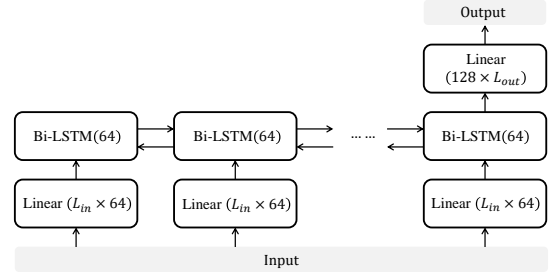 Output
Linear
(128 × L_out)
Bi-LSTM(64)
Bi-LSTM(64)
... ...
Bi-LSTM(64)
Linear (L_in × 64)
Linear (L_in × 64)
Linear (L_in × 64)
Input